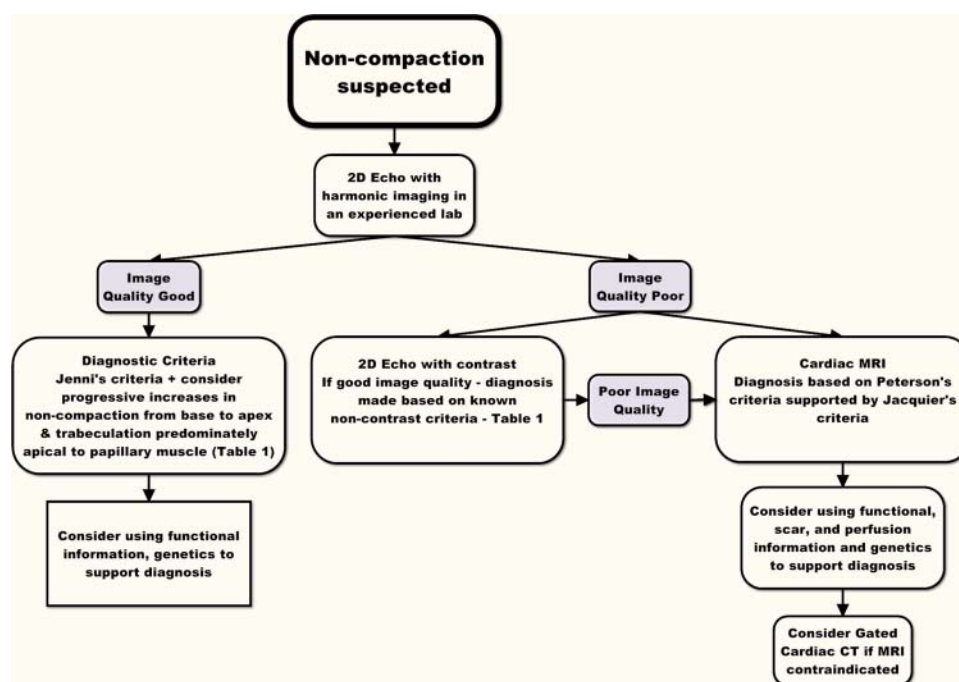 Non-compaction
suspected
2D Echo with
harmonic imaging in
an experienced lab
Image
Quality Good
Image
Quality Poor
Diagnostic Criteria
Jenni's criteria + consider
progressive increases in
non-compaction from base to apex
& trabeculation predominately
apical to papillary muscle (Table 1)
2D Echo with contrast
If good image quality - diagnosis
made based on known
non-contrast criteria - Table 1
Poor Image
Quality
Cardiac MRI
Diagnosis based on Peterson's
criteria supported by Jacquier's
criteria
Consider using functional
information, genetics to
support diagnosis
Consider using functional,
scar, and perfusion
information and genetics
to support diagnosis
Consider Gated
Cardiac CT if MRI
contraindicated